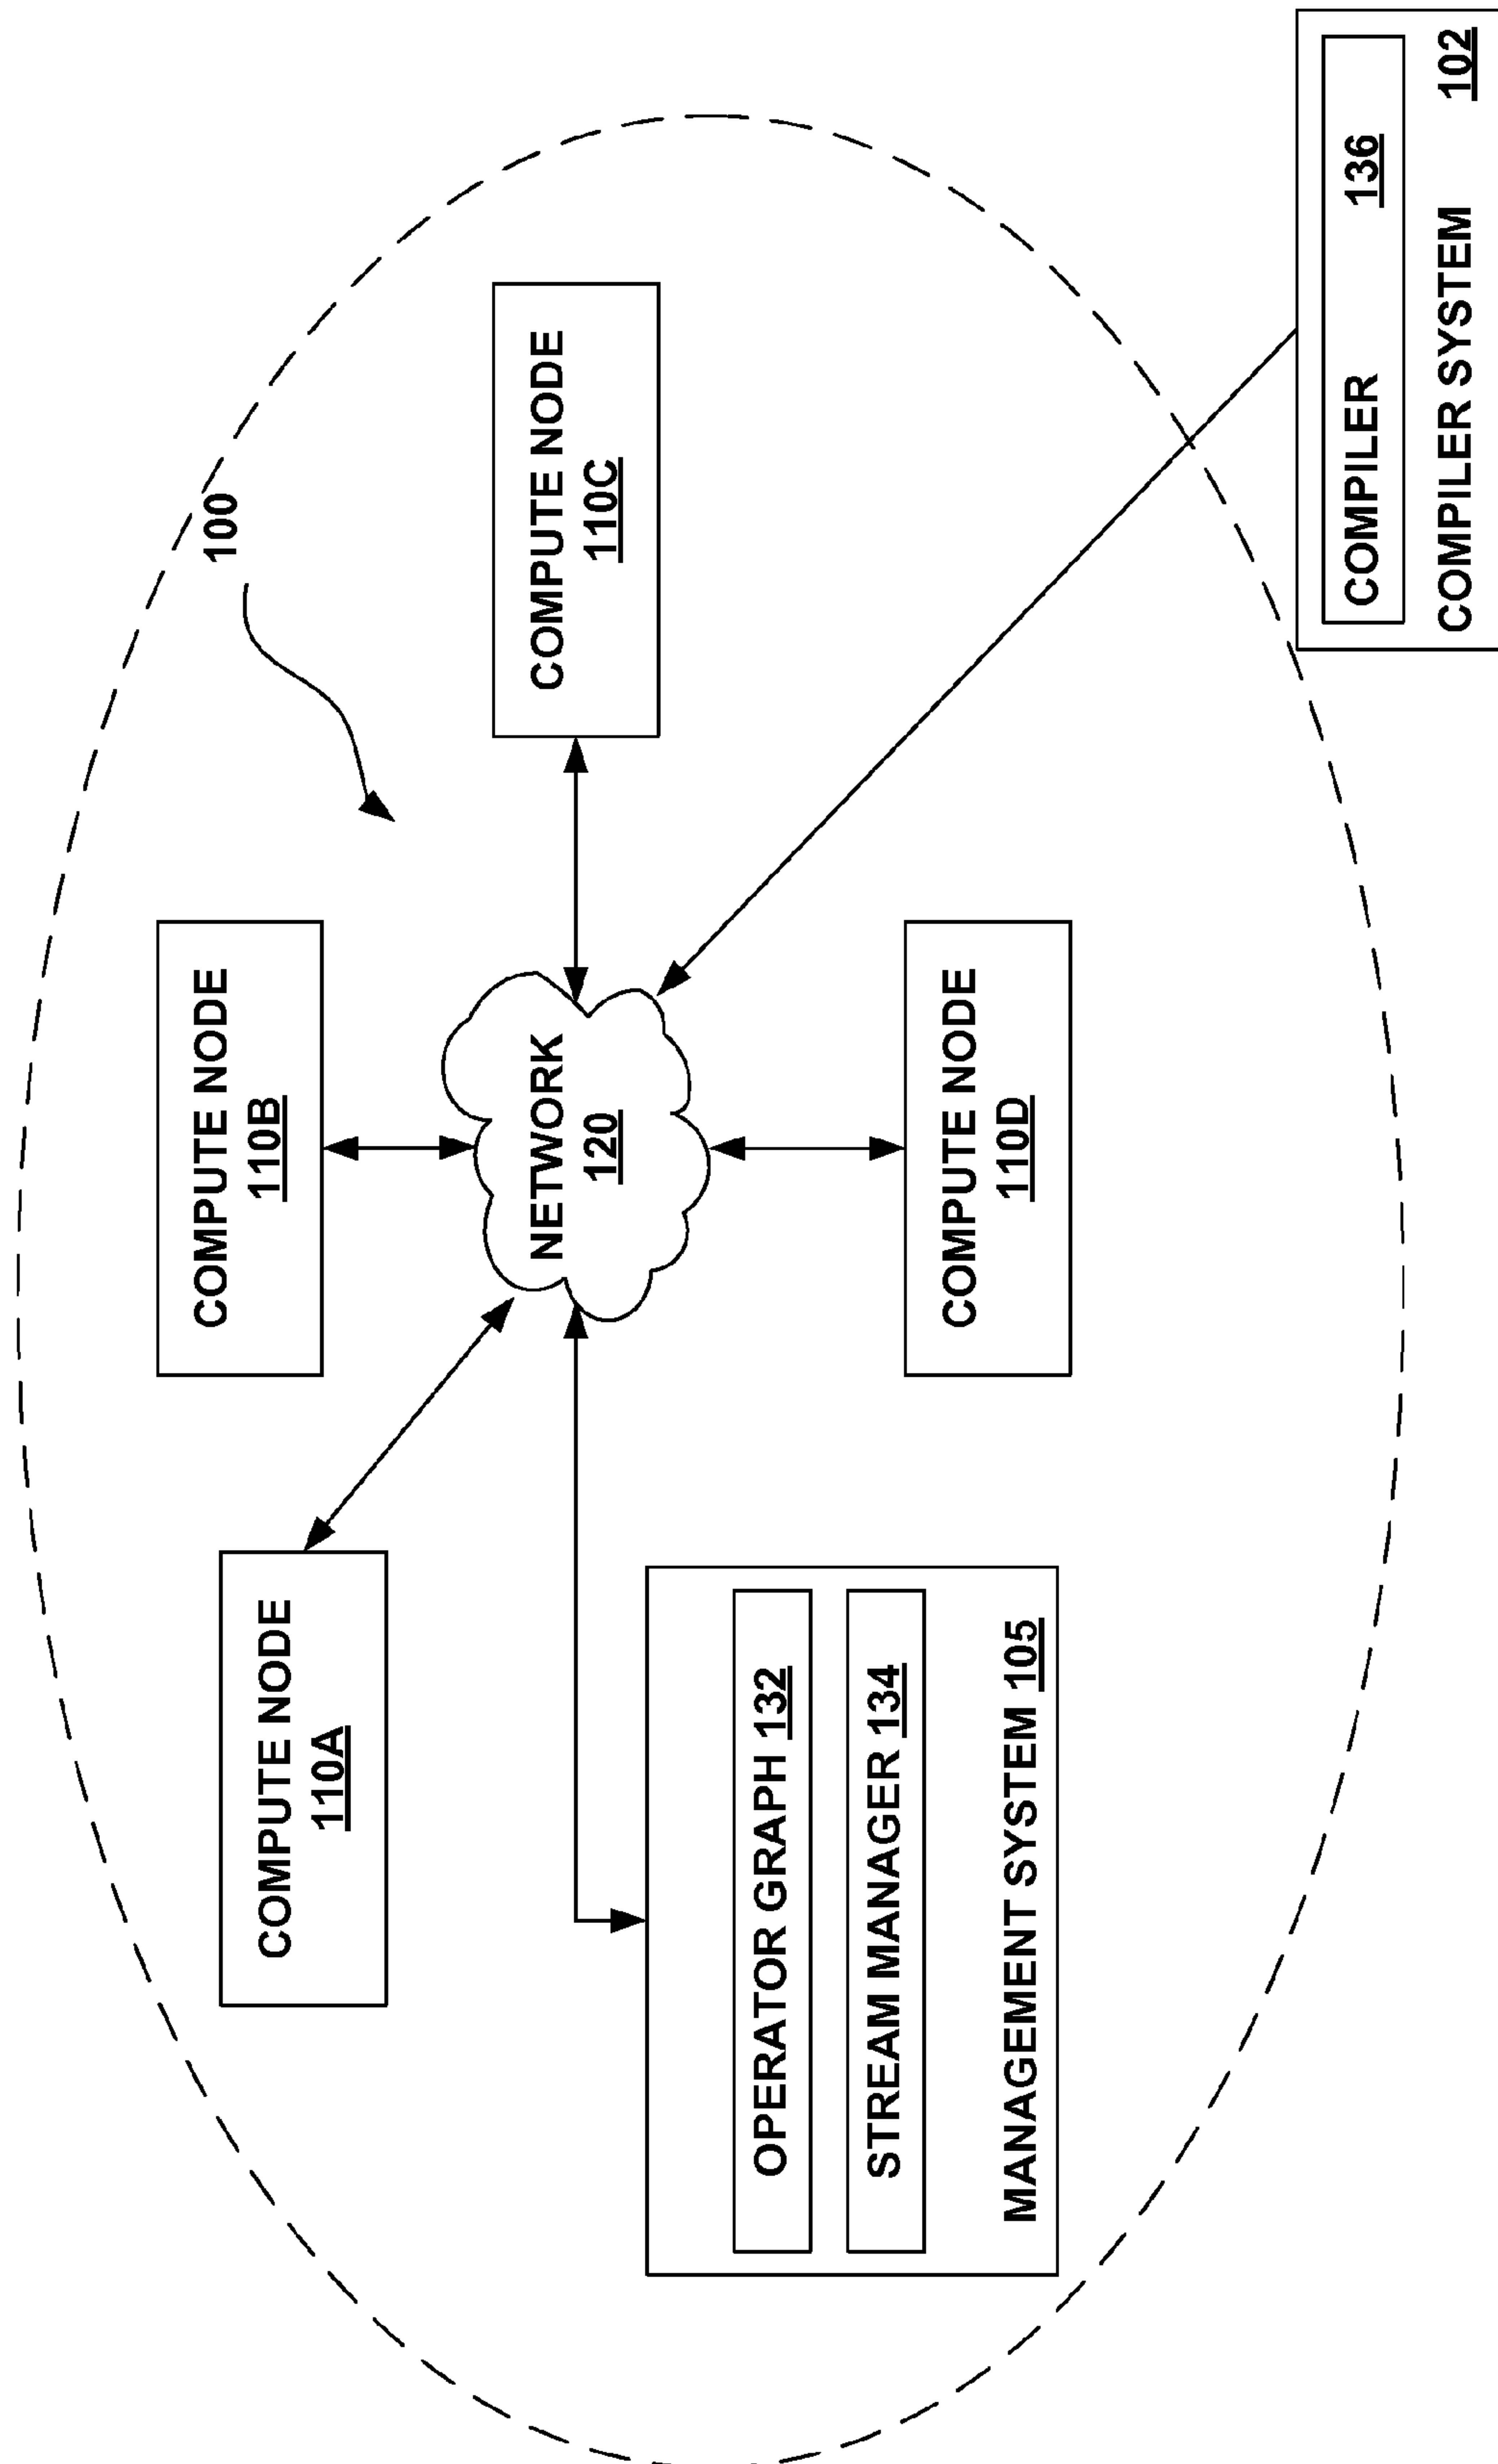 100
COMPUTE NODE
110A
COMPUTE NODE
110B
COMPUTE NODE
110C
NETWORK
120
OPERATOR GRAPH 132
STREAM MANAGER 134
MANAGEMENT SYSTEM 105
COMPUTE NODE
110D
COMPILER 136
COMPILER SYSTEM 102